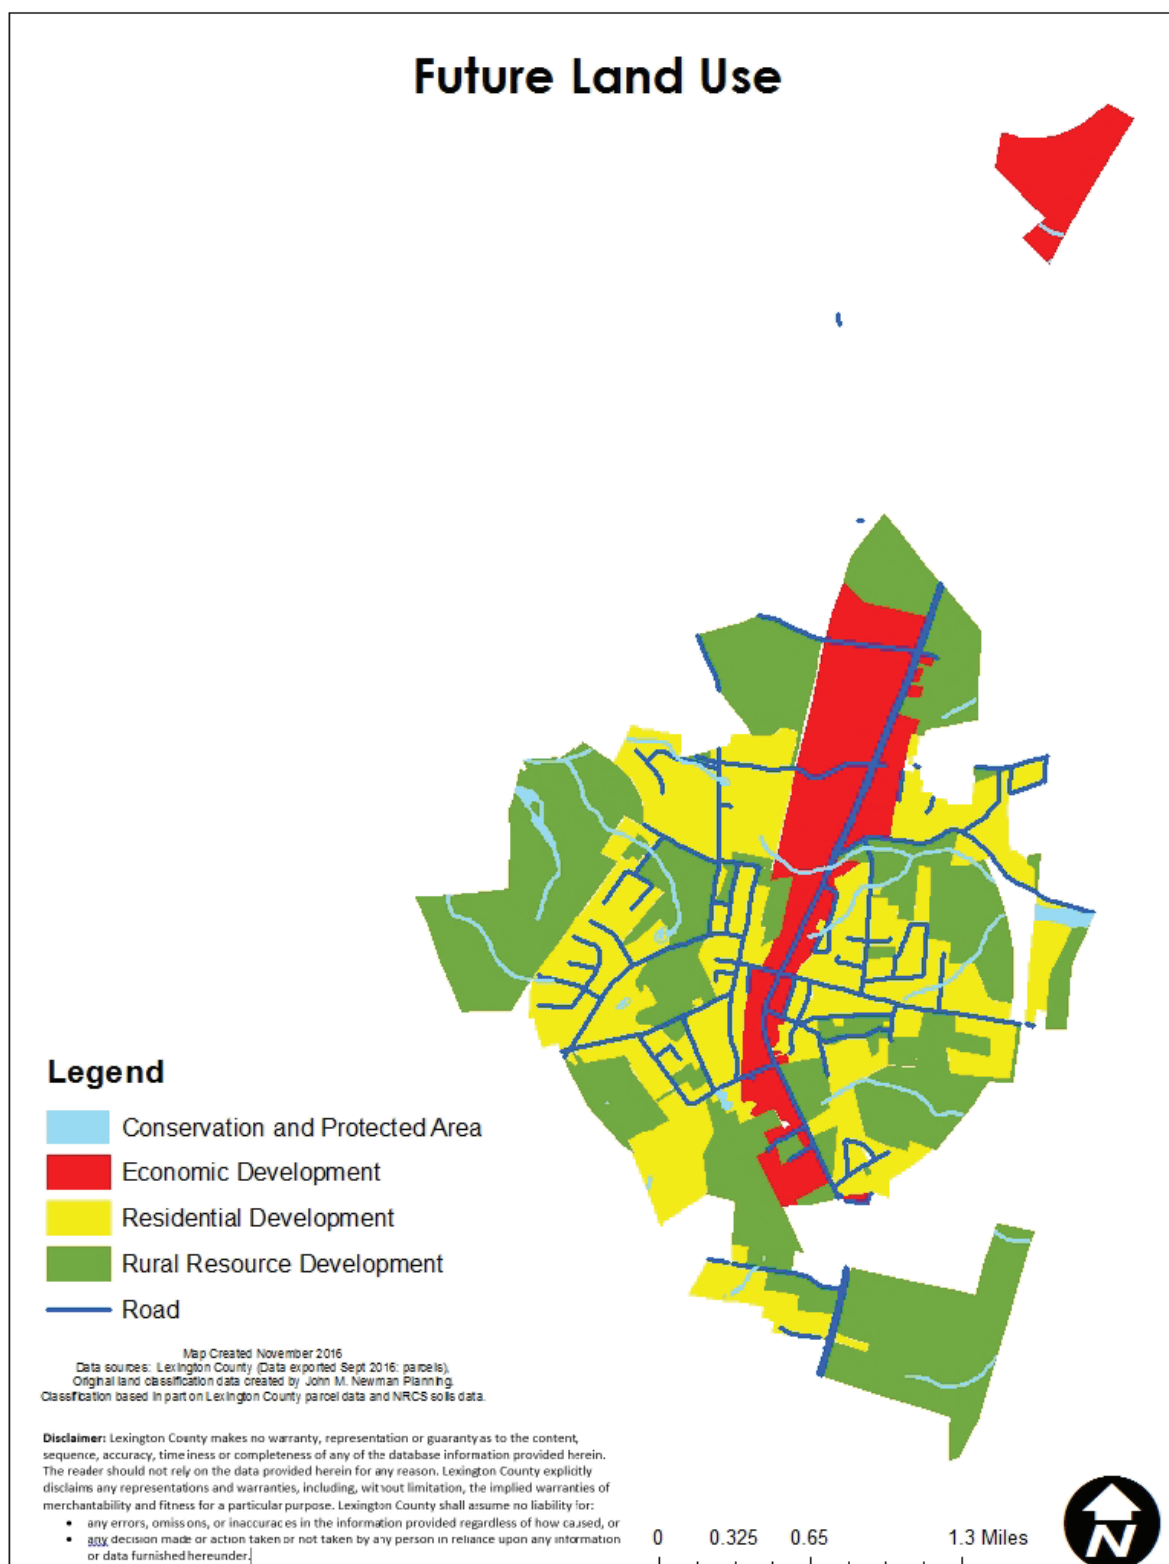 Future Land Use
Legend
Conservation and Protected Area
Economic Development
Residential Development
Rural Resource Development
Road
Map Created November 2016
Data sources: Lexington County (Data exported Sept 2016: parcels).
Original land classification data created by John M. Newman Planning.
Classification based in part on Lexington County parcel data and NRCS soils data.
Disclaimer: Lexington County makes no warranty, representation or guaranty as to the content,
sequence, accuracy, timeliness or completeness of any of the database information provided herein.
The reader should not rely on the data provided herein for any reason. Lexington County explicitly
disclaims any representations and warranties, including, without limitation, the implied warranties of
merchantability and fitness for a particular purpose. Lexington County shall assume no liability for:
• any errors, omissions, or inaccuracies in the information provided regardless of how caused, or
• any decision made or action taken or not taken by any person in reliance upon any information
or data furnished hereunder.
0 0.325 0.65 1.3 Miles
N